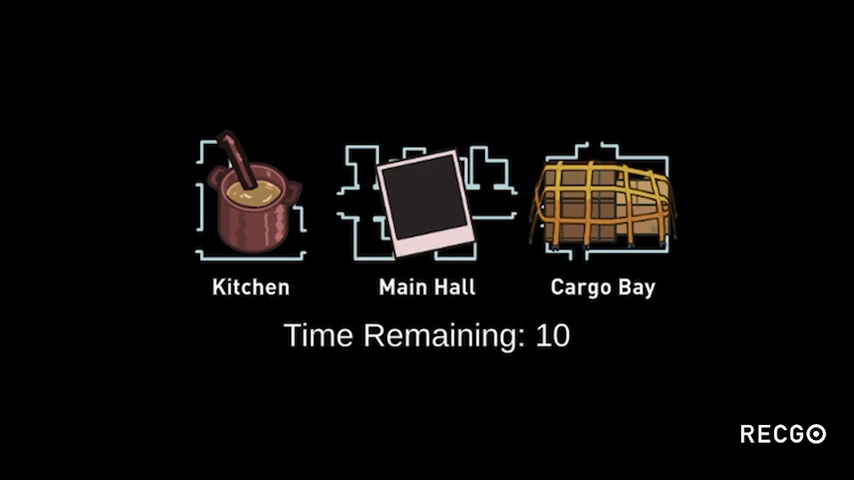 Kitchen
Main Hall
Cargo Bay
Time Remaining: 10
RECGO